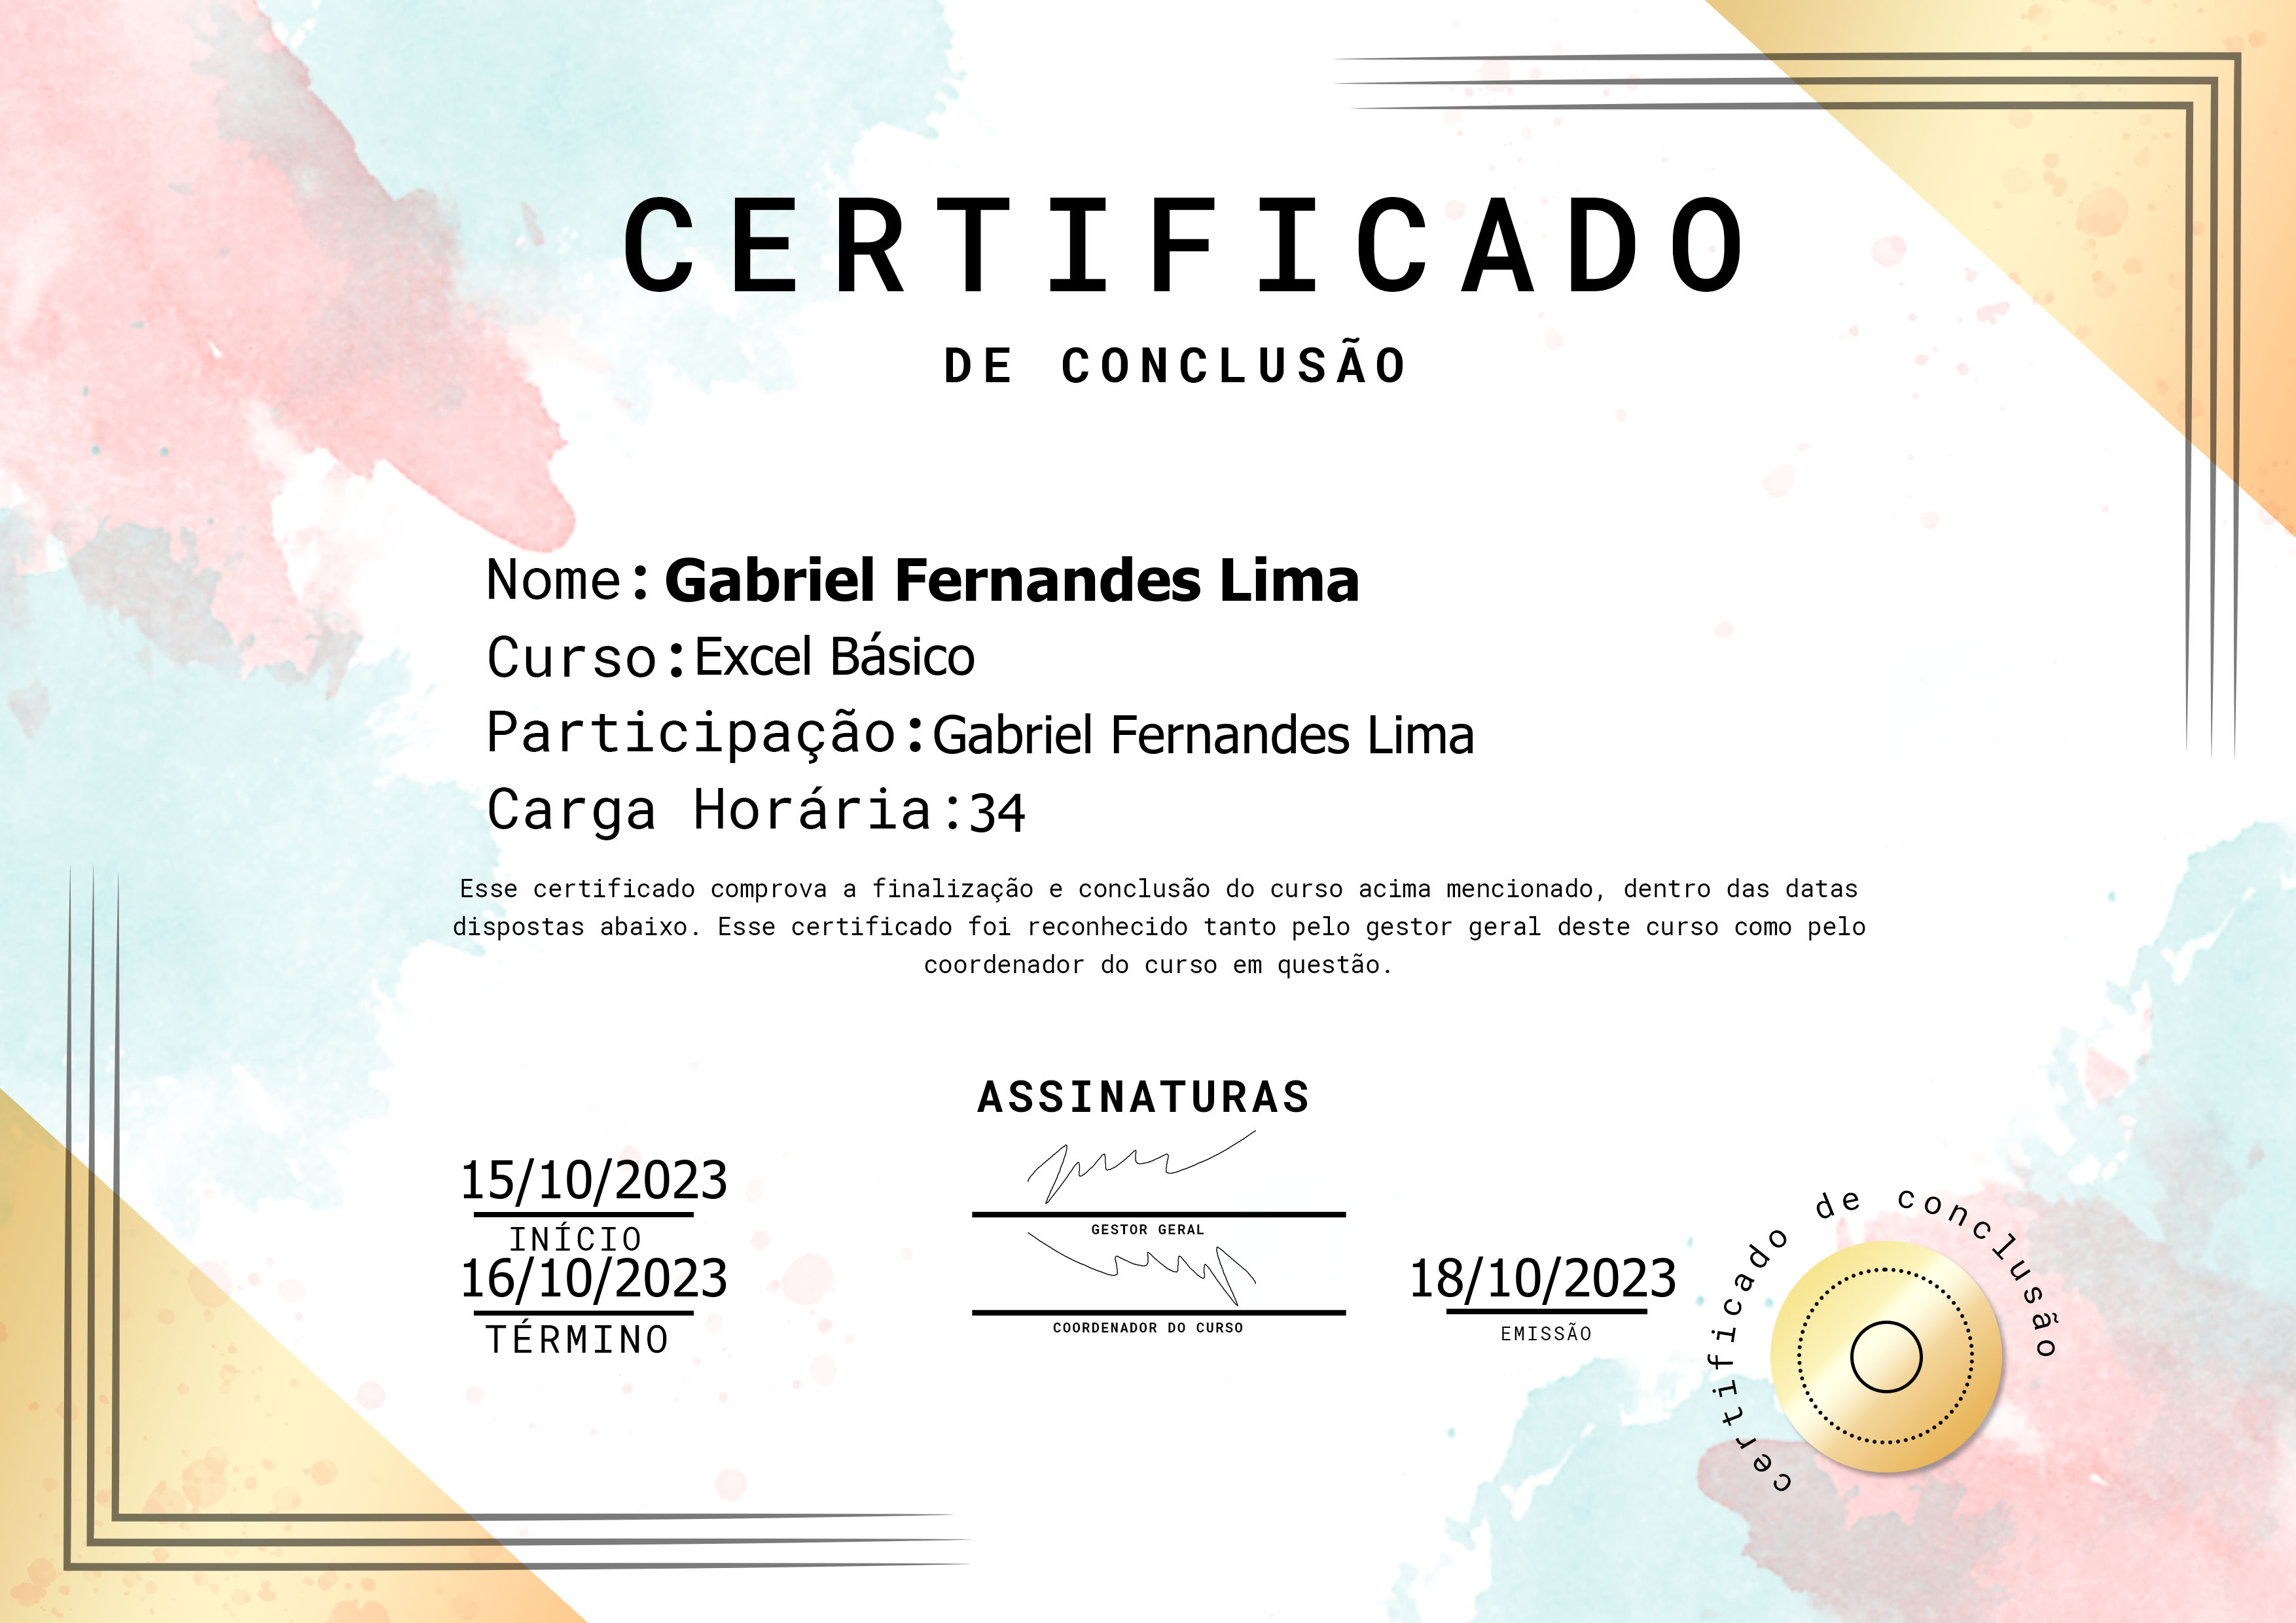 CERTIFICADO
DE CONCLUSÃO
Nome: Gabriel Fernandes Lima
Curso:Excel Básico
Participação:Gabriel Fernandes Lima
Carga Horária:34
Esse certificado comprova a finalização e conclusão do curso acima mencionado, dentro das datas
dispostas abaixo. Esse certificado foi reconhecido tanto pelo gestor geral deste curso como pelo
coordenador do curso em questão.
ASSINATURAS
15/10/2023
INÍCIO
16/10/2023
TÉRMINO
GESTOR GERAL
COORDENADOR DO CURSO
18/10/2023
EMISSÃO
certificado de conclusão